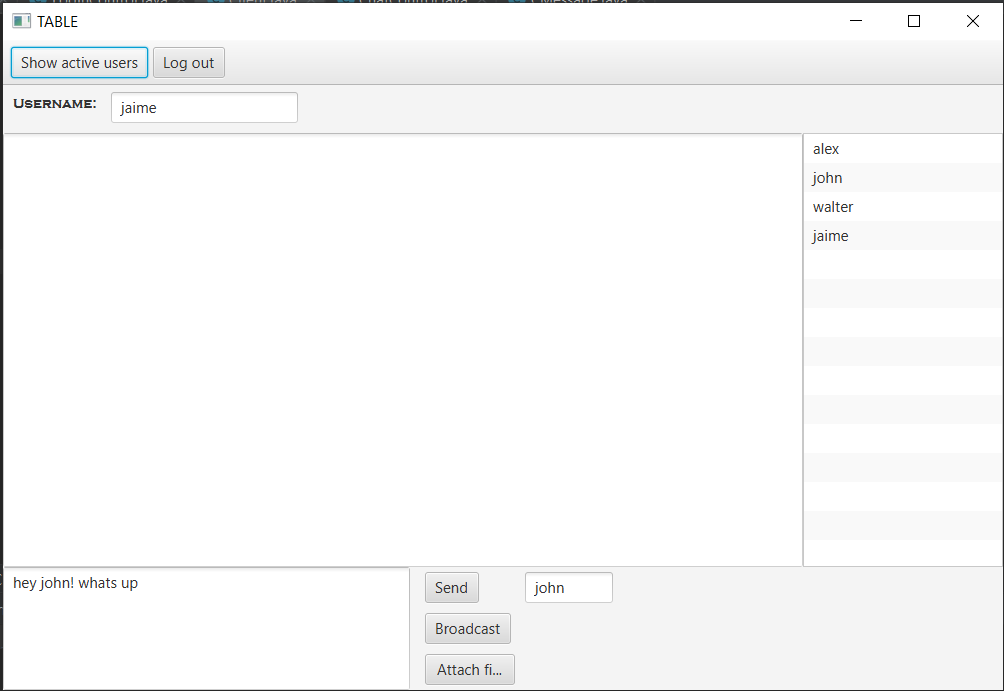 TABLE
Show active users Log out
Username: jaime
alex
john
walter
jaime
hey john! whats up
Send john
Broadcast
Attach fi...